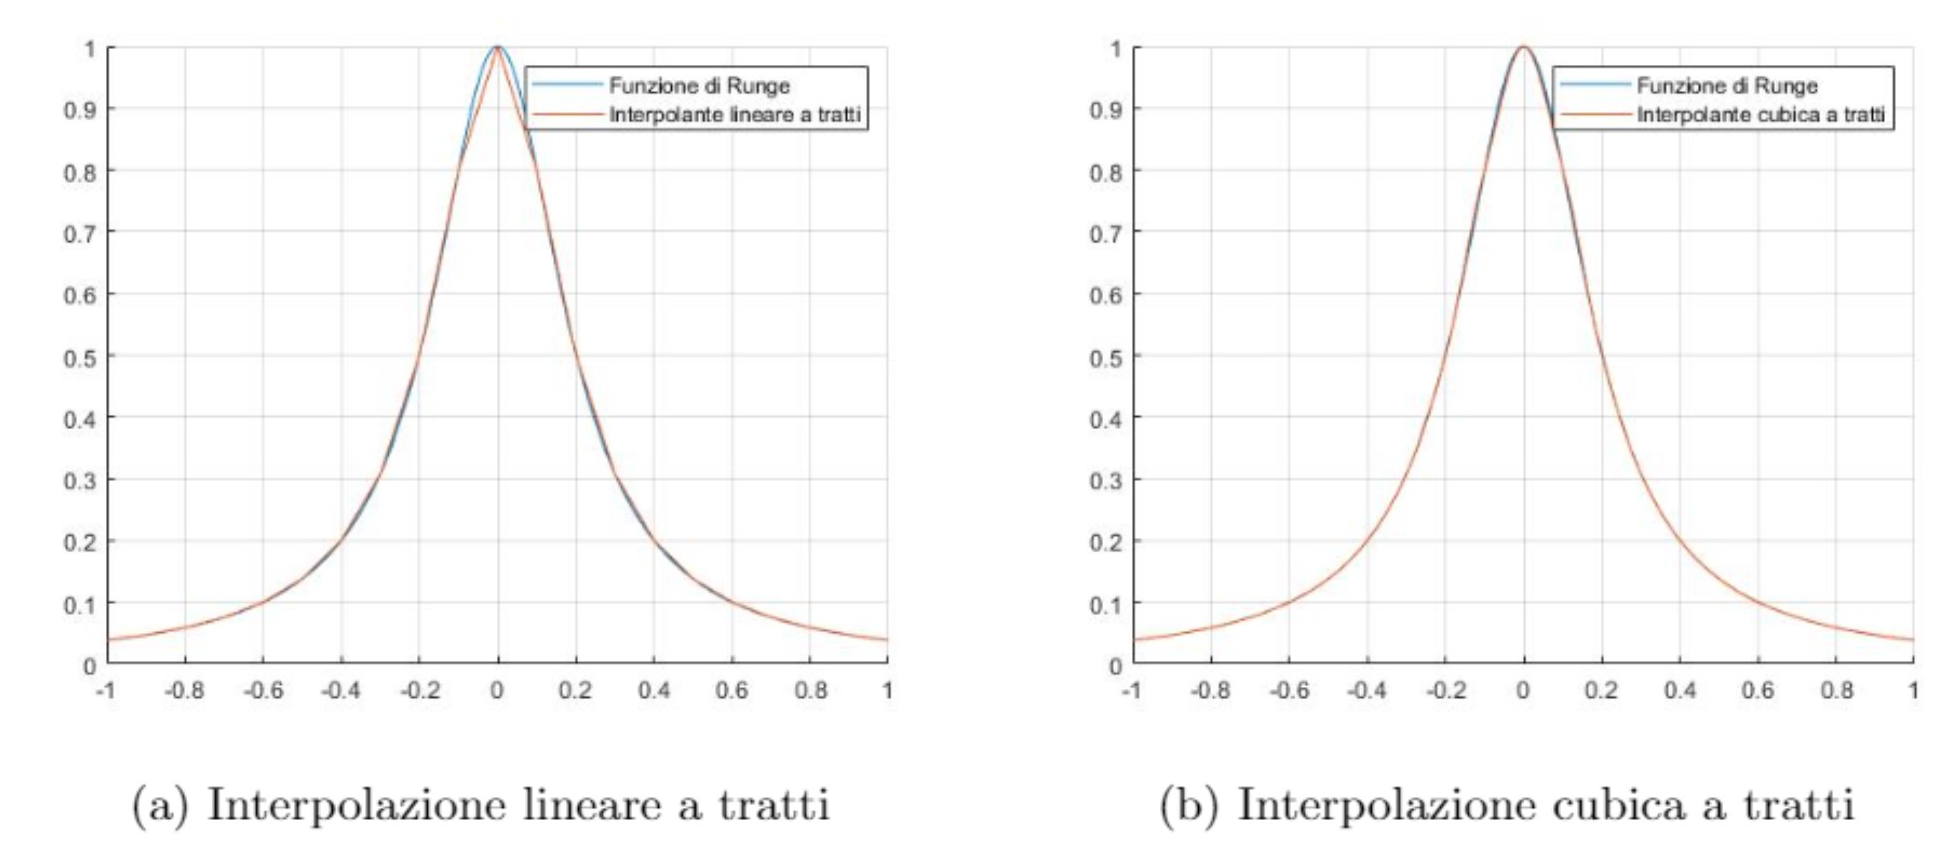 1
0.9
0.8
0.7
0.6
0.5
0.4
0.3
0.2
0.1
0
-1 -0.8 -0.6 -0.4 -0.2 0 0.2 0.4 0.6 0.8 1
Funzione di Runge
Interpolante lineare a tratti
(a) Interpolazione lineare a tratti
1
0.9
0.8
0.7
0.6
0.5
0.4
0.3
0.2
0.1
0
-1 -0.8 -0.6 -0.4 -0.2 0 0.2 0.4 0.6 0.8 1
Funzione di Runge
Interpolante cubica a tratti
(b) Interpolazione cubica a tratti